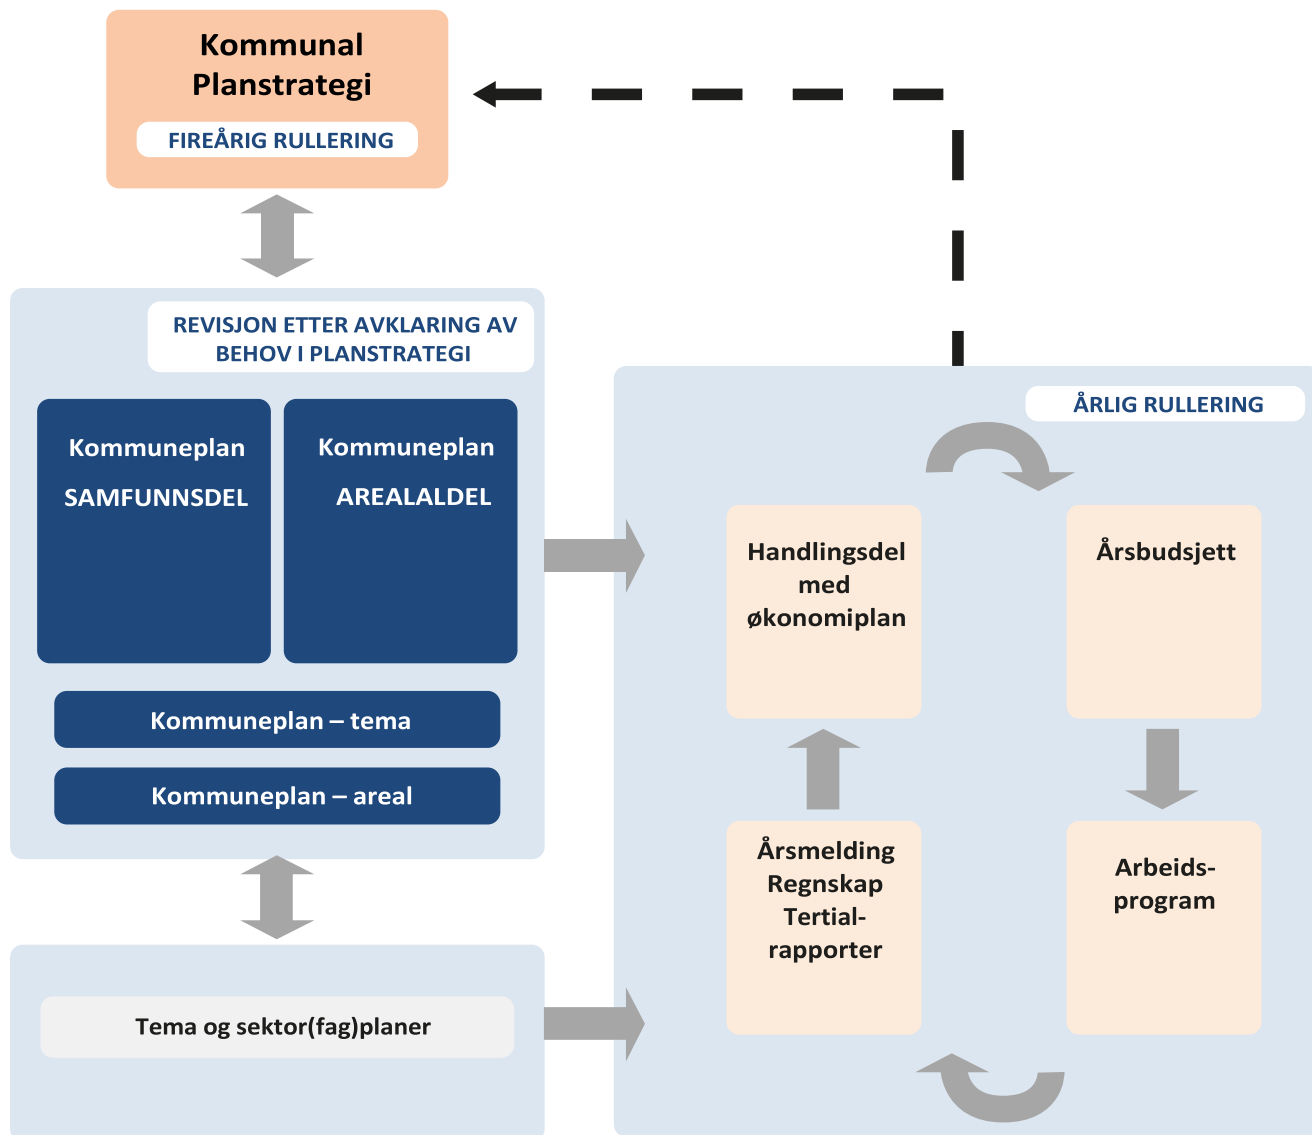 Kommunal
Planstrategi
FIREÅRIG RULLERING
REVISJON ETTER AVKLARING AV
BEHOV I PLANSTRATEGI
Kommuneplan
SAMFUNNSDEL
Kommuneplan
AREALALDEL
Kommuneplan – tema
Kommuneplan – areal
Tema og sektor(fag)planer
ÅRLIG RULLERING
Handlingsdel
med
økonomiplan
Årsbudsjett
Årsmelding
Regnskap
Tertial-
rapporter
Arbeids-
program